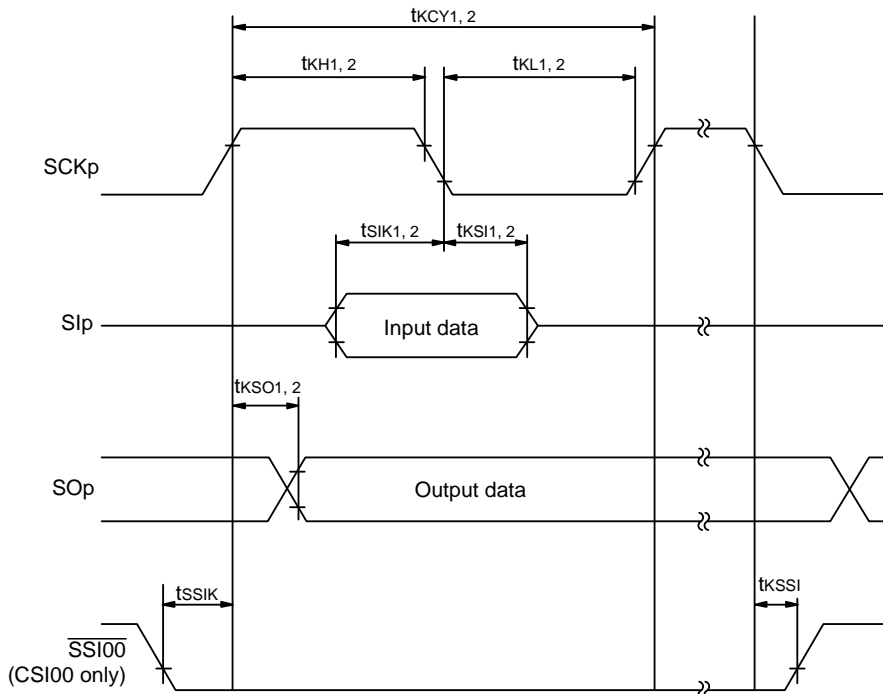 tKCY1, 2
tKH1, 2
tKL1, 2
SCKp
tSIK1, 2
tKSI1, 2
SIp
Input data
tKSO1, 2
SOp
Output data
tSSIK
tKSSI
SSI00
(CSI00 only)